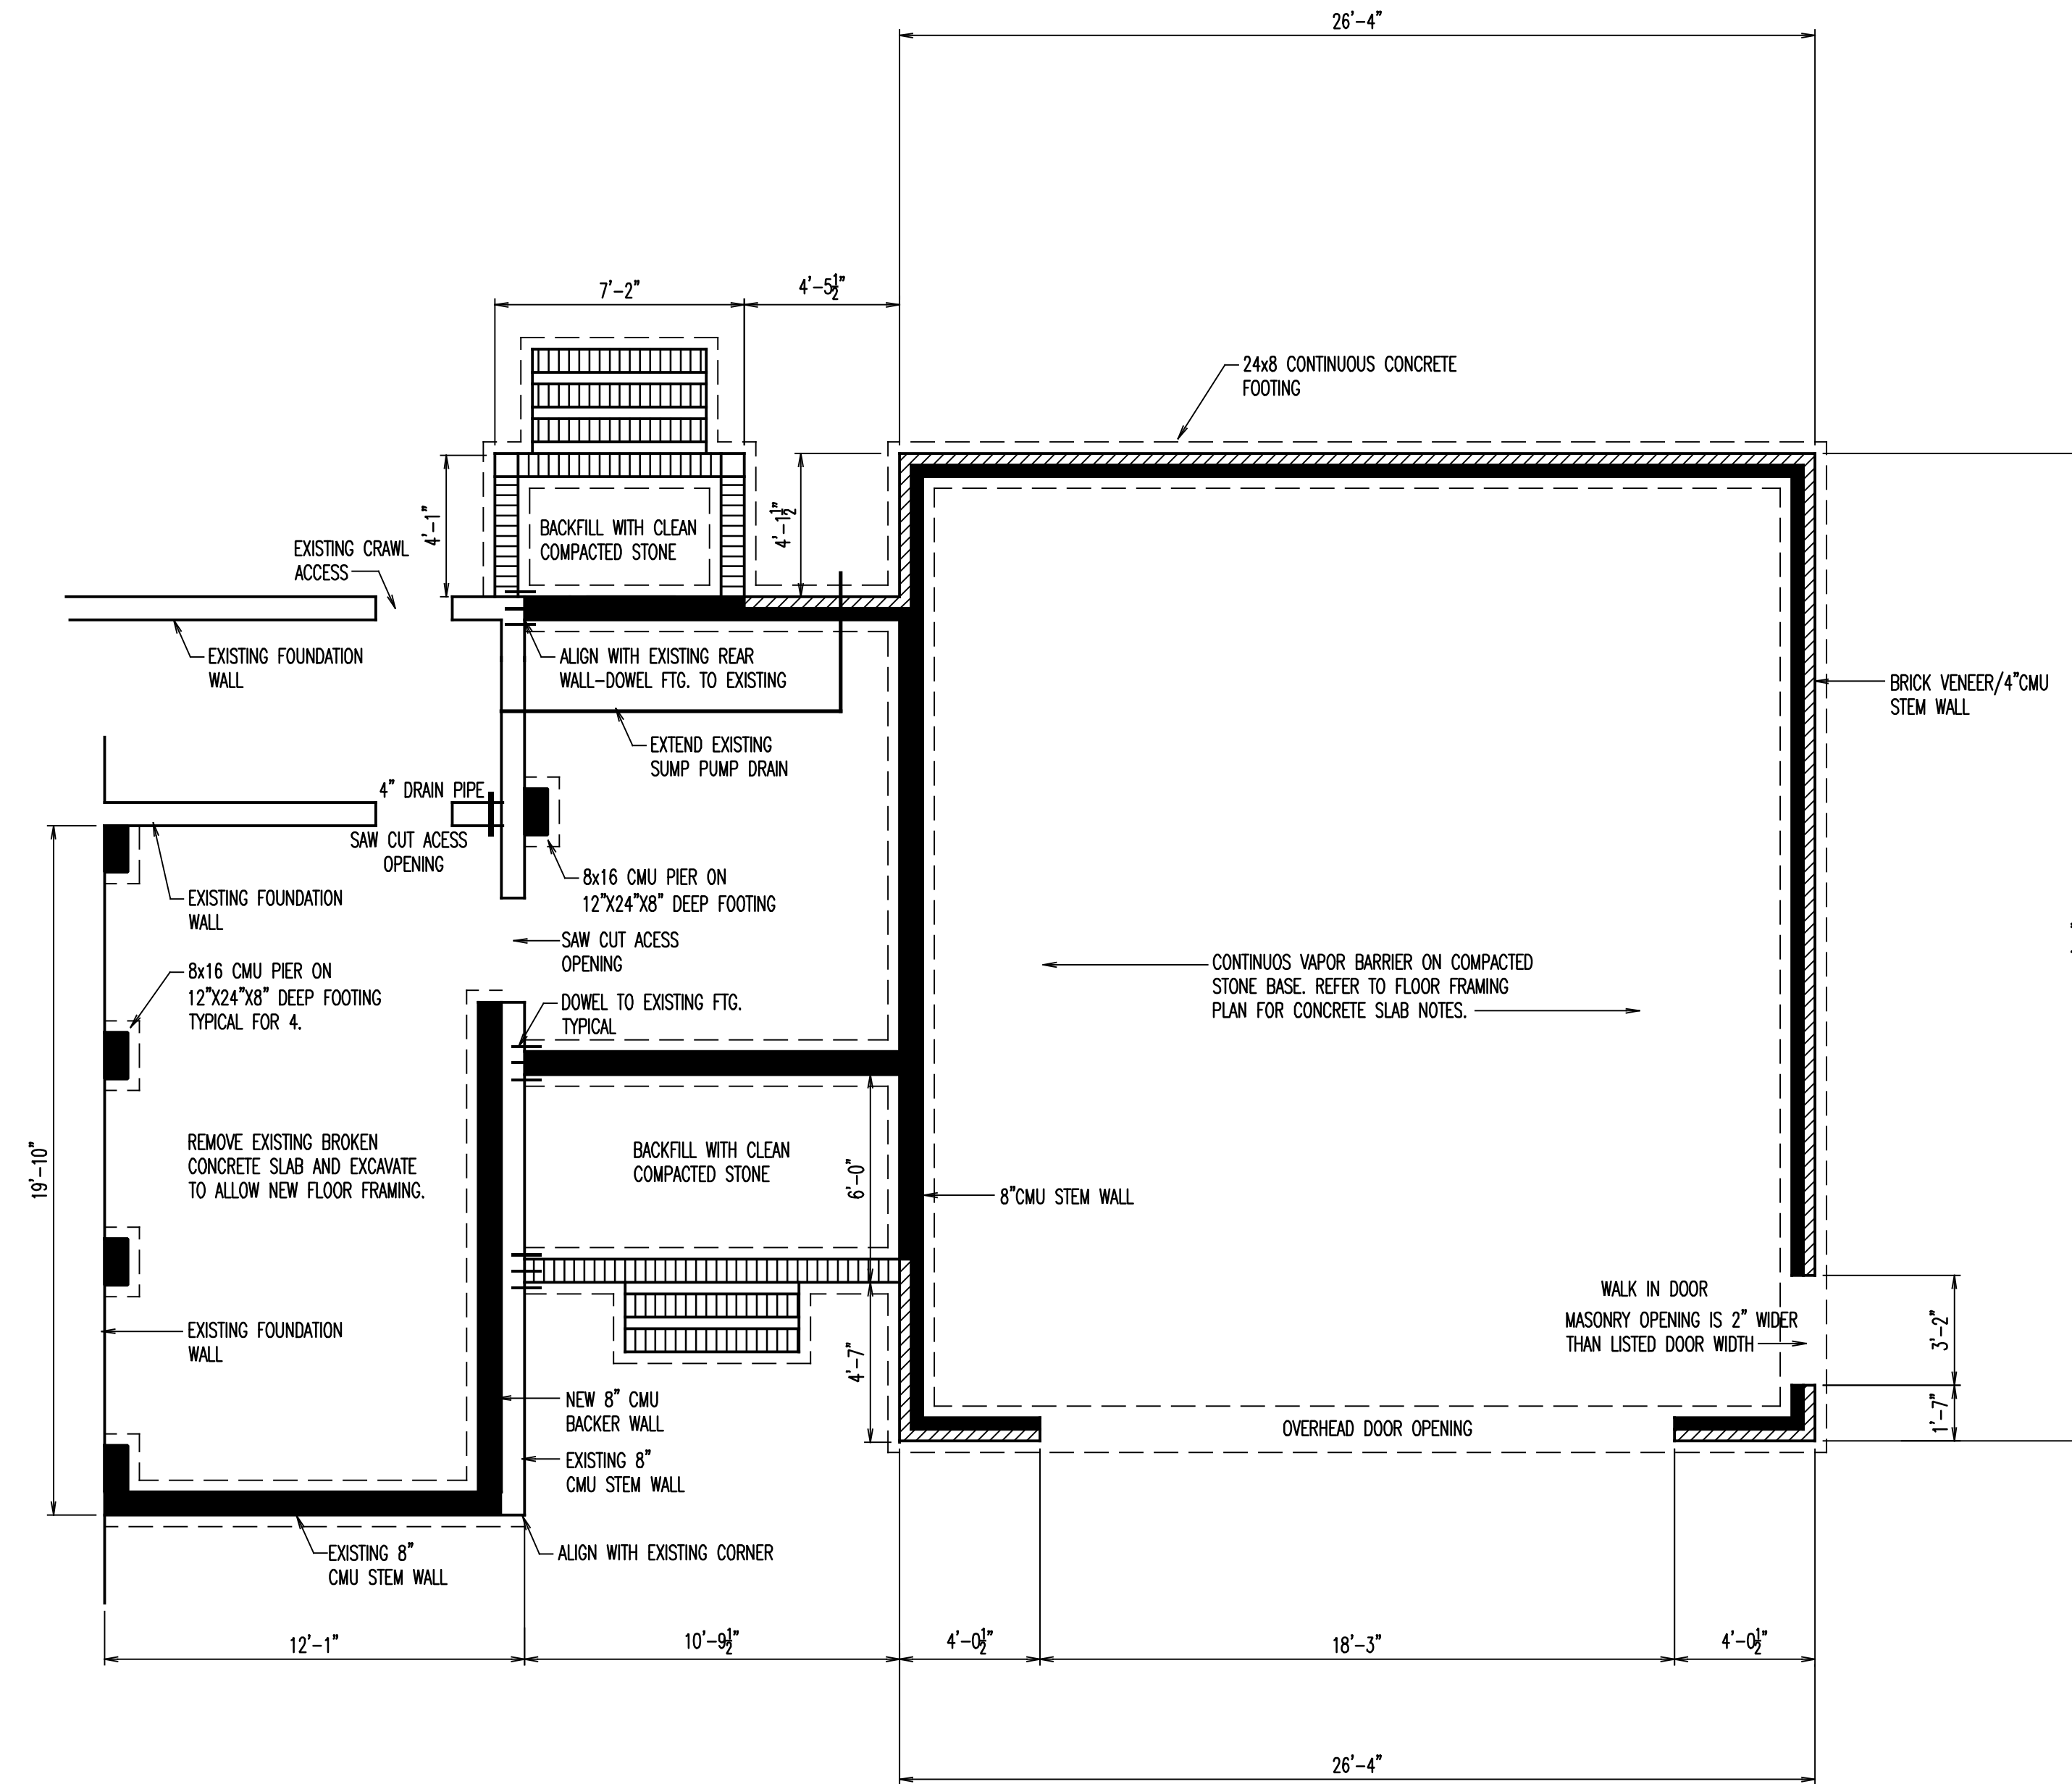 26'-4"
7'-2"
4'-5½"
24x8 CONTINUOUS CONCRETE
FOOTING
4'-1"
BACKFILL WITH CLEAN
COMPACTED STONE
4'-1½"
EXISTING CRAWL
ACCESS
EXISTING FOUNDATION
WALL
ALIGN WITH EXISTING REAR
WALL-DOWEL FTG. TO EXISTING
BRICK VENEER/4"CMU
STEM WALL
EXTEND EXISTING
SUMP PUMP DRAIN
4" DRAIN PIPE
SAW CUT ACESS
OPENING
8x16 CMU PIER ON
12"X24"X8" DEEP FOOTING
EXISTING FOUNDATION
WALL
SAW CUT ACESS
OPENING
8x16 CMU PIER ON
12"X24"X8" DEEP FOOTING
TYPICAL FOR 4.
DOWEL TO EXISTING FTG.
TYPICAL
CONTINUOS VAPOR BARRIER ON COMPACTED
STONE BASE. REFER TO FLOOR FRAMING
PLAN FOR CONCRETE SLAB NOTES.
19'-10"
REMOVE EXISTING BROKEN
CONCRETE SLAB AND EXCAVATE
TO ALLOW NEW FLOOR FRAMING.
BACKFILL WITH CLEAN
COMPACTED STONE
6'-0"
8"CMU STEM WALL
WALK IN DOOR
MASONRY OPENING IS 2" WIDER
THAN LISTED DOOR WIDTH
3'-2"
EXISTING FOUNDATION
WALL
4'-7"
NEW 8" CMU
BACKER WALL
1'-7"
OVERHEAD DOOR OPENING
EXISTING 8"
CMU STEM WALL
EXISTING 8"
CMU STEM WALL
ALIGN WITH EXISTING CORNER
12'-1"
10'-9½"
4'-0½"
18'-3"
4'-0½"
26'-4"